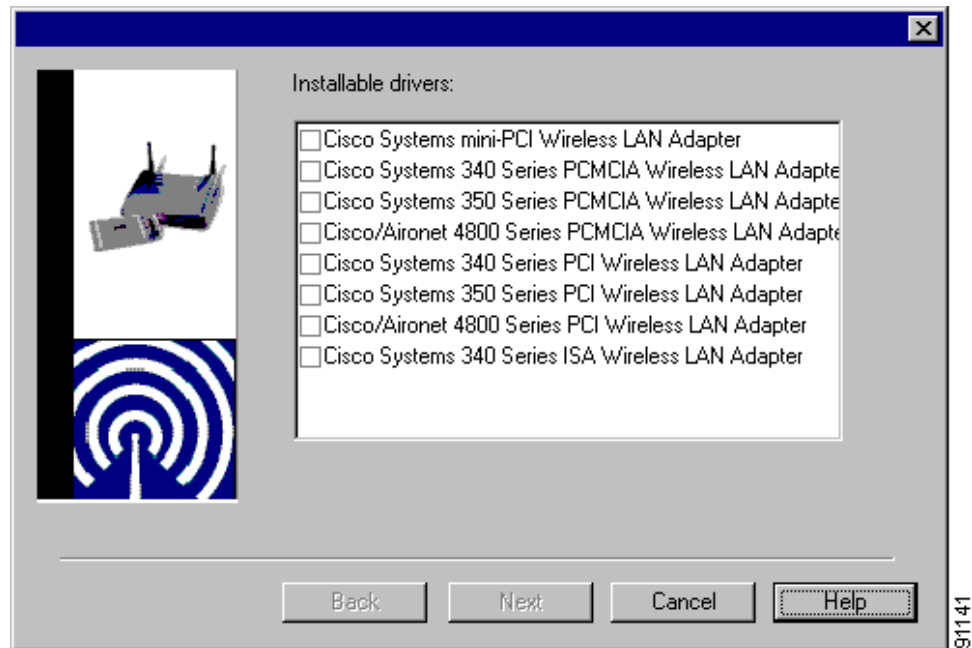 Installable drivers:
Cisco Systems mini-PCI Wireless LAN Adapter
Cisco Systems 340 Series PCMCIA Wireless LAN Adapte
Cisco Systems 350 Series PCMCIA Wireless LAN Adapte
Cisco/Aironet 4800 Series PCMCIA Wireless LAN Adapte
Cisco Systems 340 Series PCI Wireless LAN Adapter
Cisco Systems 350 Series PCI Wireless LAN Adapter
Cisco/Aironet 4800 Series PCI Wireless LAN Adapter
Cisco Systems 340 Series ISA Wireless LAN Adapter
Back Next Cancel Help
91141